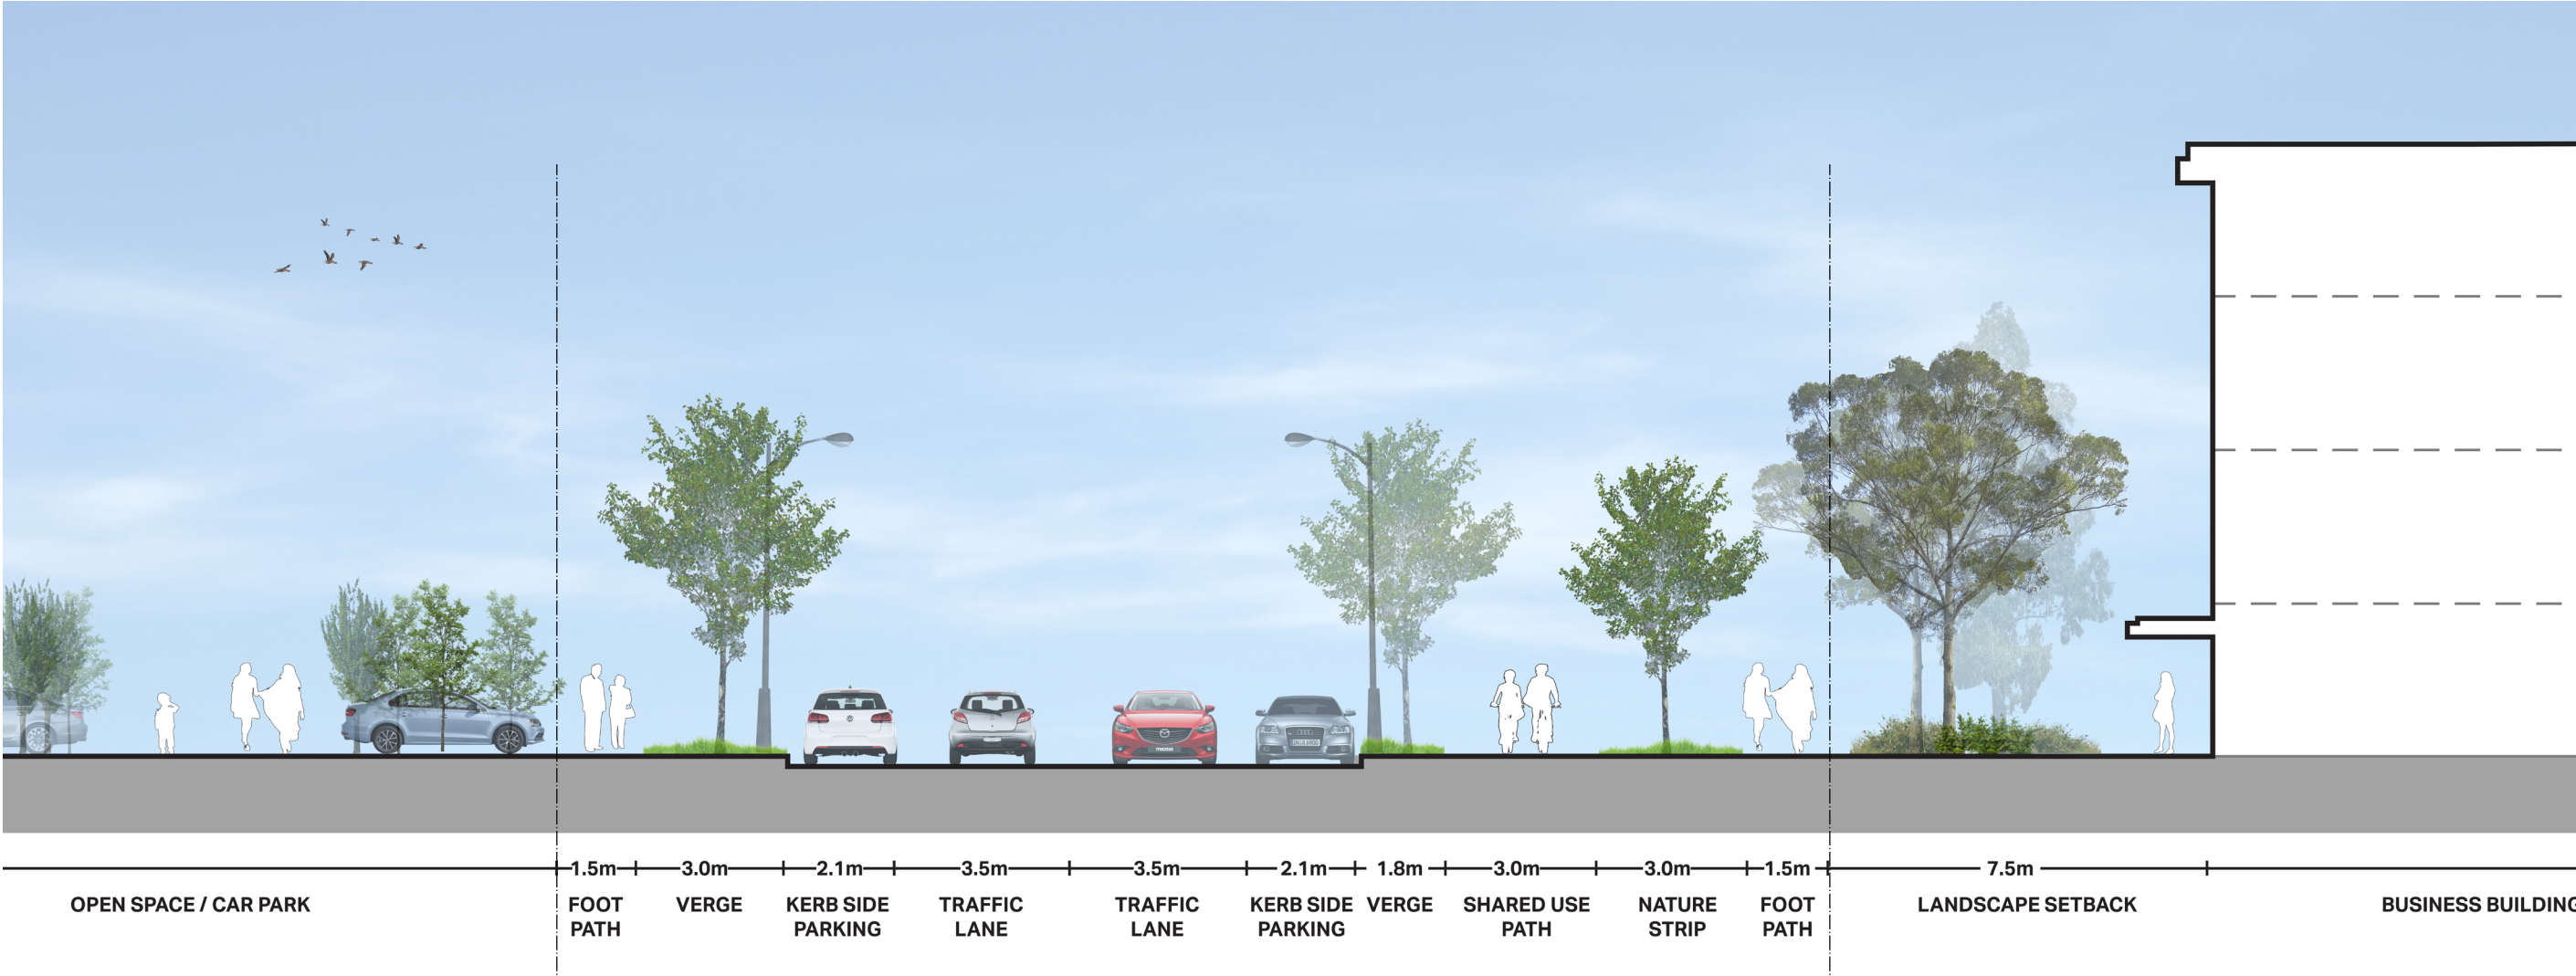 1.5m 3.0m 2.1m 3.5m 3.5m 2.1m 1.8m 3.0m 3.0m 1.5m 7.5m
OPEN SPACE / CAR PARK
FOOT
PATH
VERGE
KERB SIDE
PARKING
TRAFFIC
LANE
TRAFFIC
LANE
KERB SIDE
PARKING
VERGE
SHARED USE
PATH
NATURE
STRIP
FOOT
PATH
LANDSCAPE SETBACK
BUSINESS BUILDING